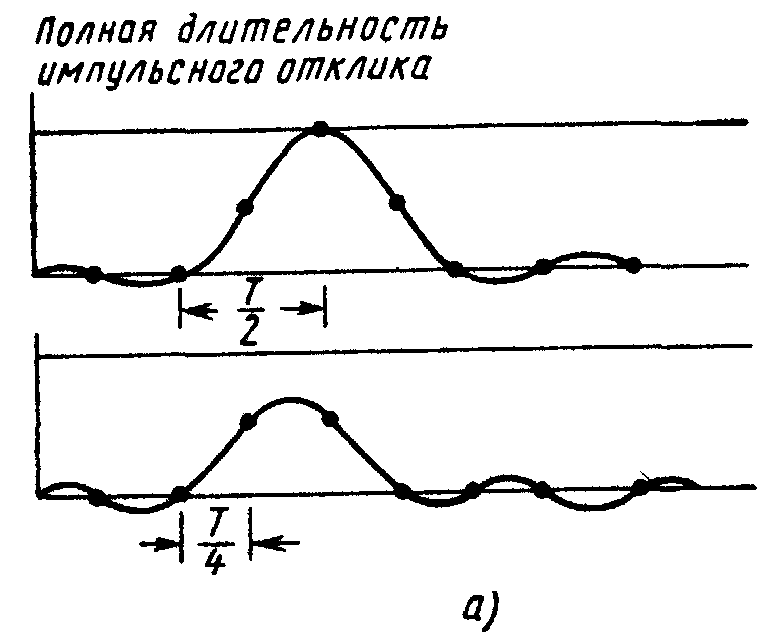 Полная длительность
импульсного отклика
T/2
T/4
а)